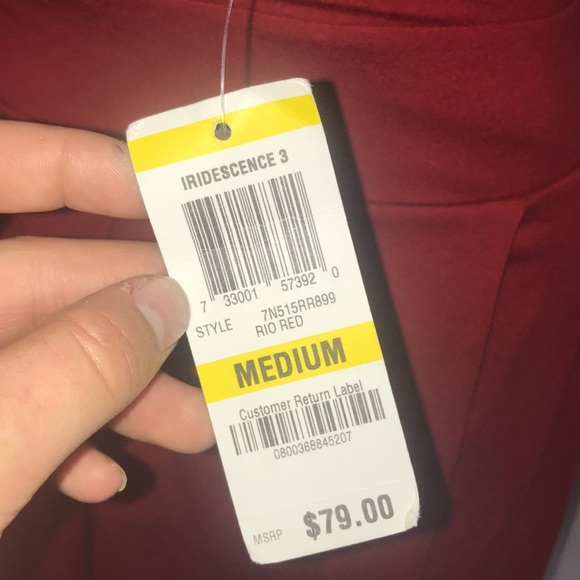 IRIDESCENCE 3
7 33001 57392 0
STYLE 7N515RR899
RIO RED
MEDIUM
Customer Return Label
0800368845207
MSRP $79.00